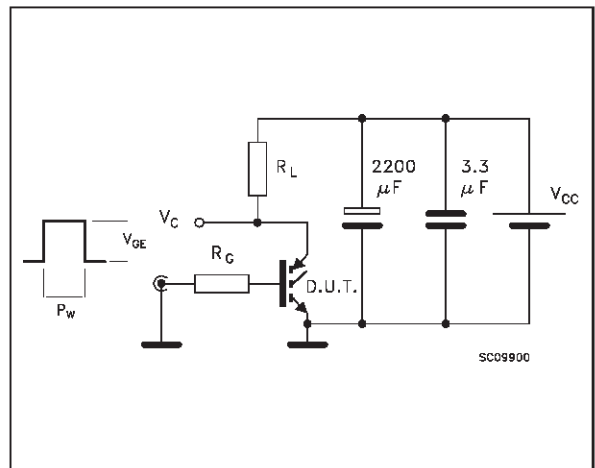 2200
μF
3.3
μF
R_L
V_CC
V_C
V_GE
R_G
D.U.T.
P_W
SC09900